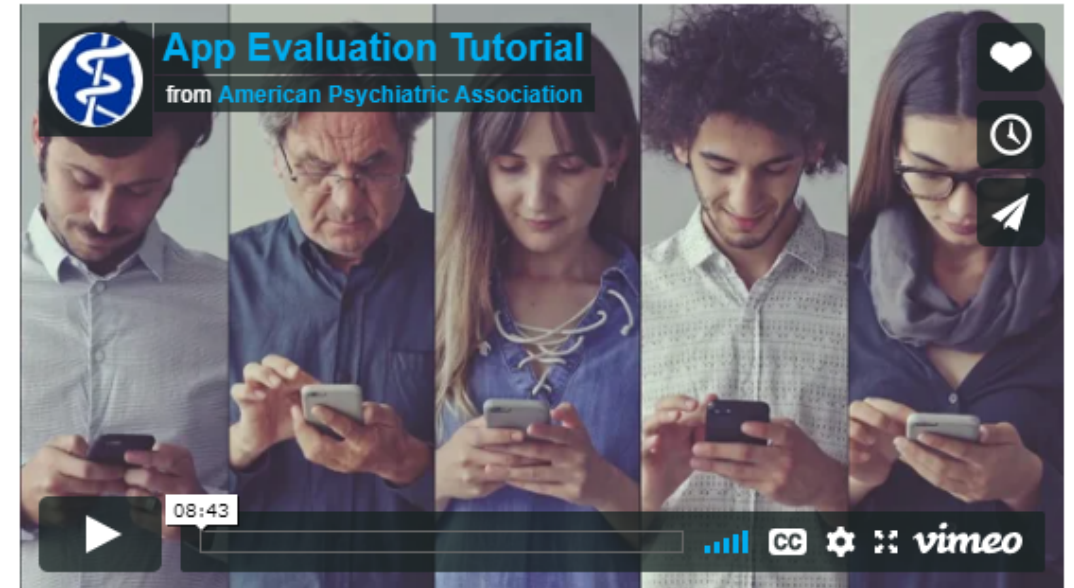 App Evaluation Tutorial
from American Psychiatric Association
08:43
CC
vimeo